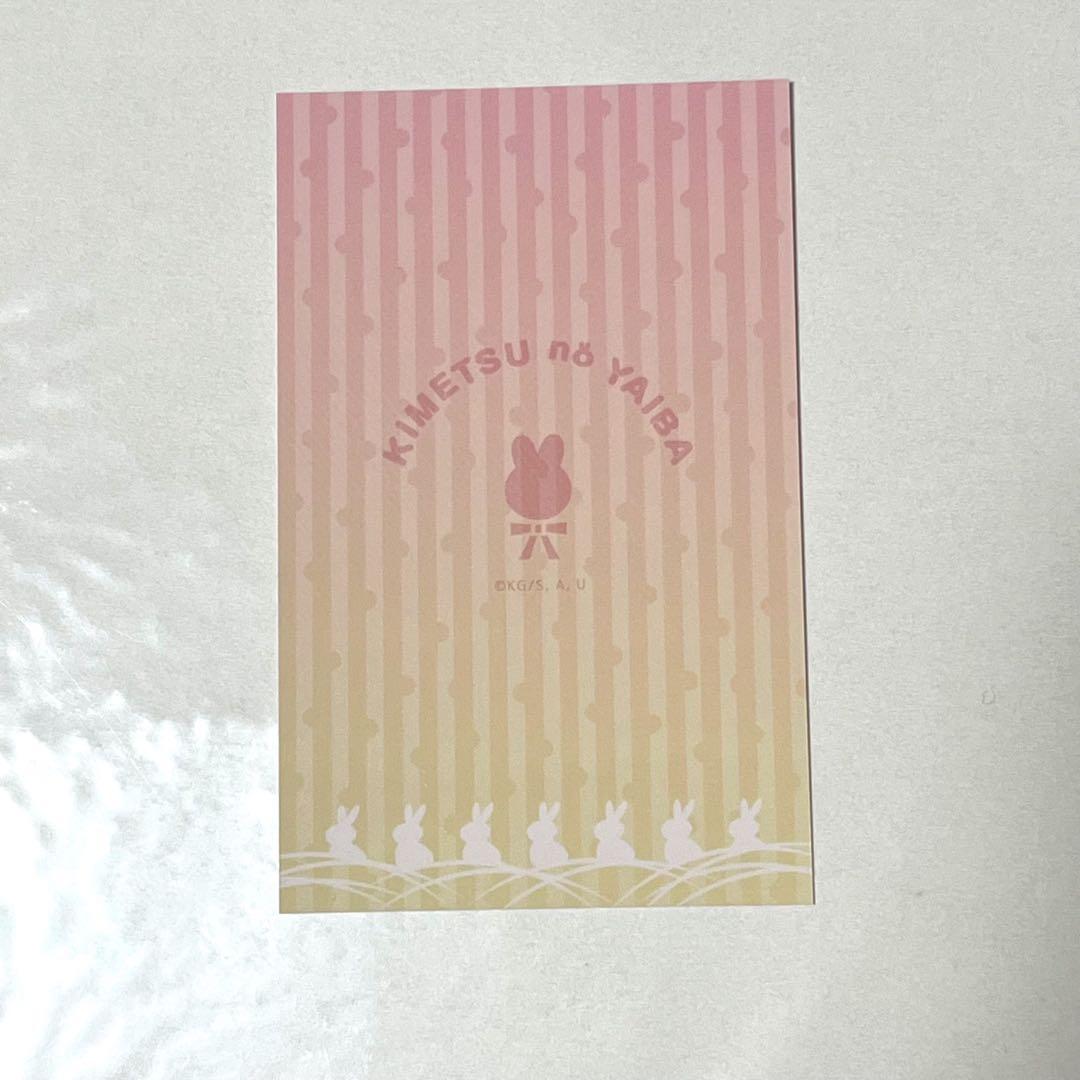 KIMETSU nö YAIBA
©KG/S, A, U